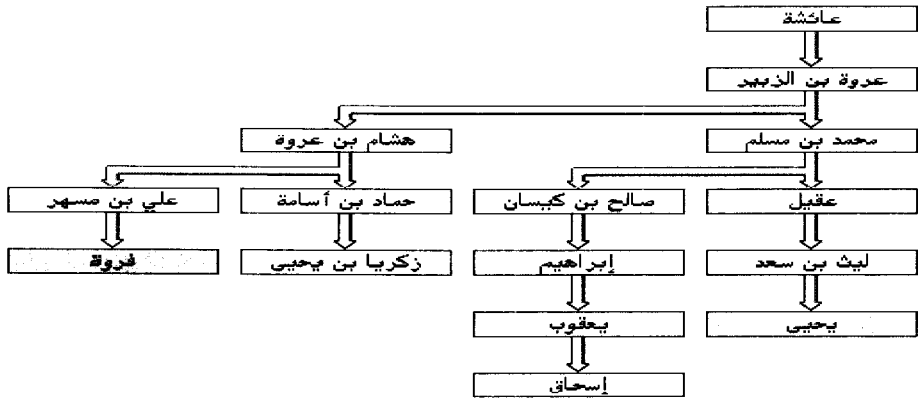 عائشة
عروة بن الزبير
محمد بن مسلم
هشام بن عروة
عقيل
صالح بن كيسان
حماد بن أسامة
علي بن مسهر
ليث بن سعد
إبراهيم
زكريا بن يحيى
فروة
يحيى
يعقوب
إسحاق